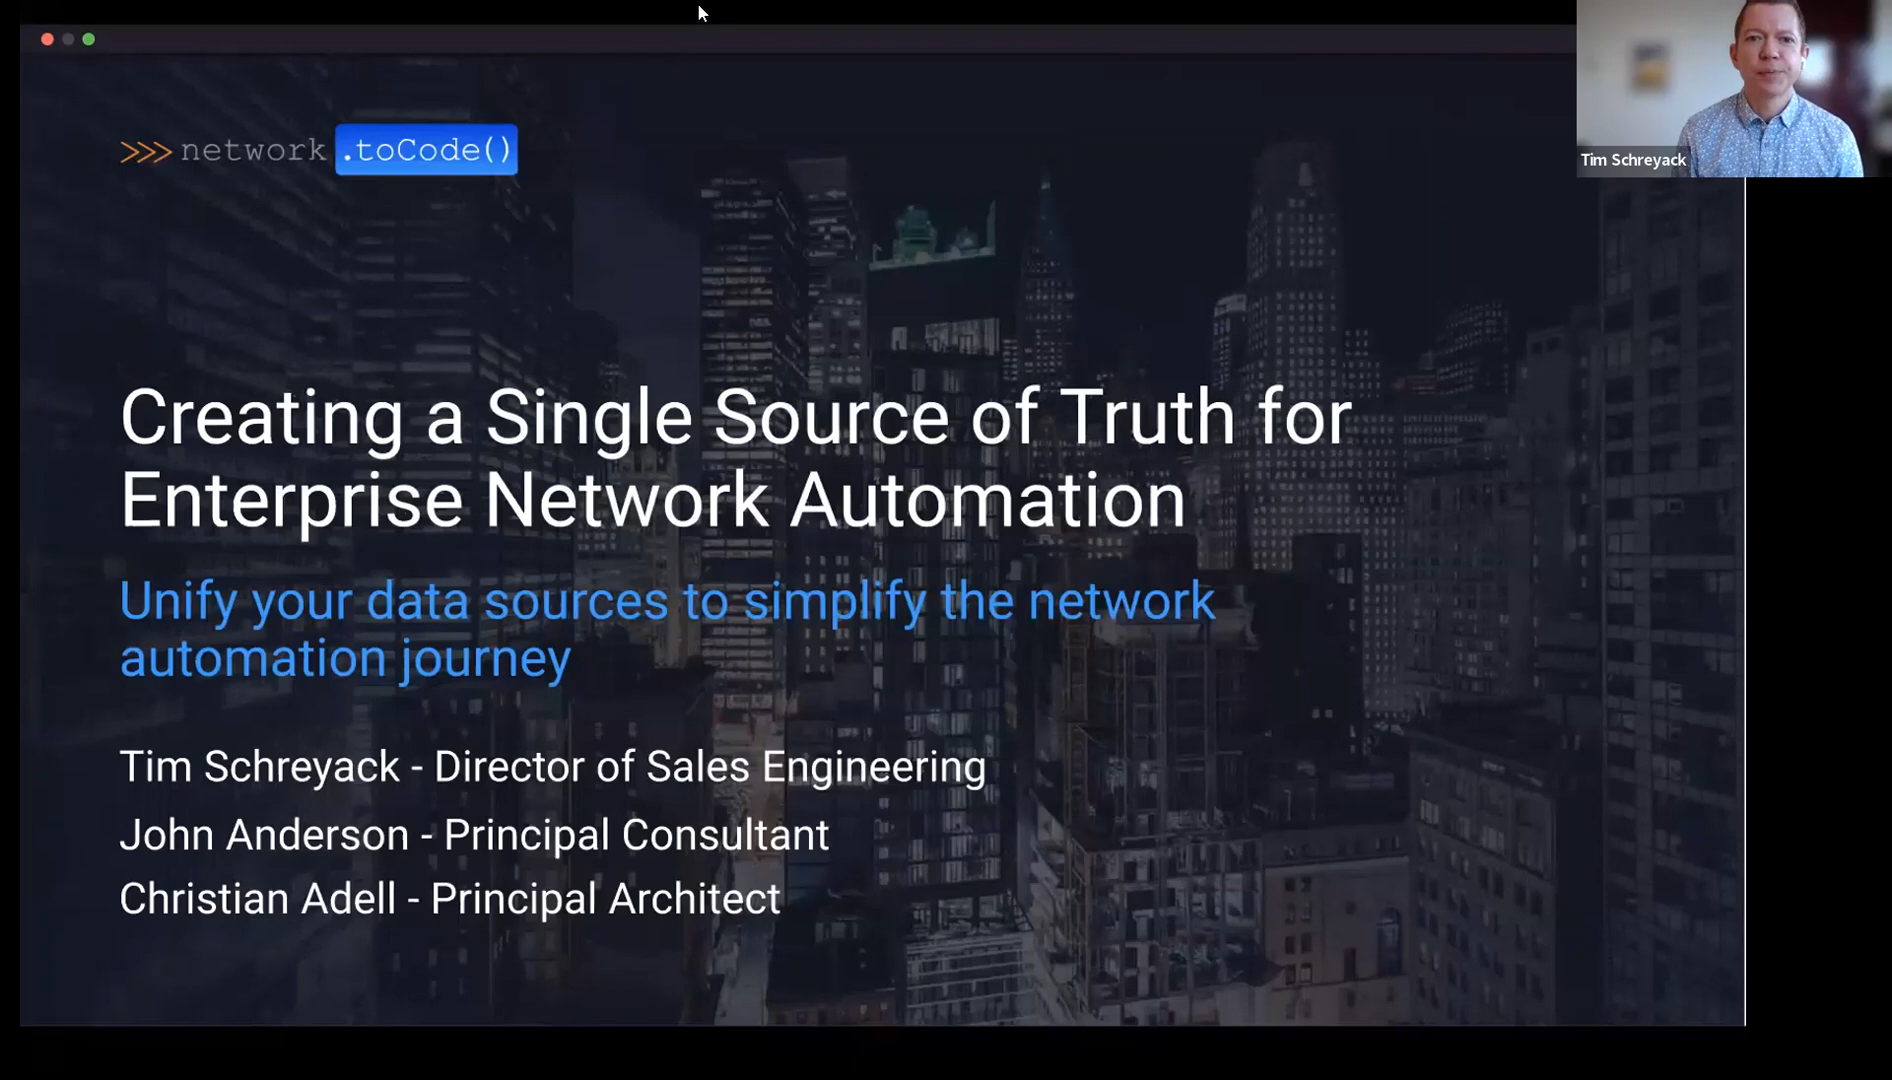 >>> network .toCode()
Tim Schreyack
Creating a Single Source of Truth for
Enterprise Network Automation
Unify your data sources to simplify the network
automation journey
Tim Schreyack - Director of Sales Engineering
John Anderson - Principal Consultant
Christian Adell - Principal Architect